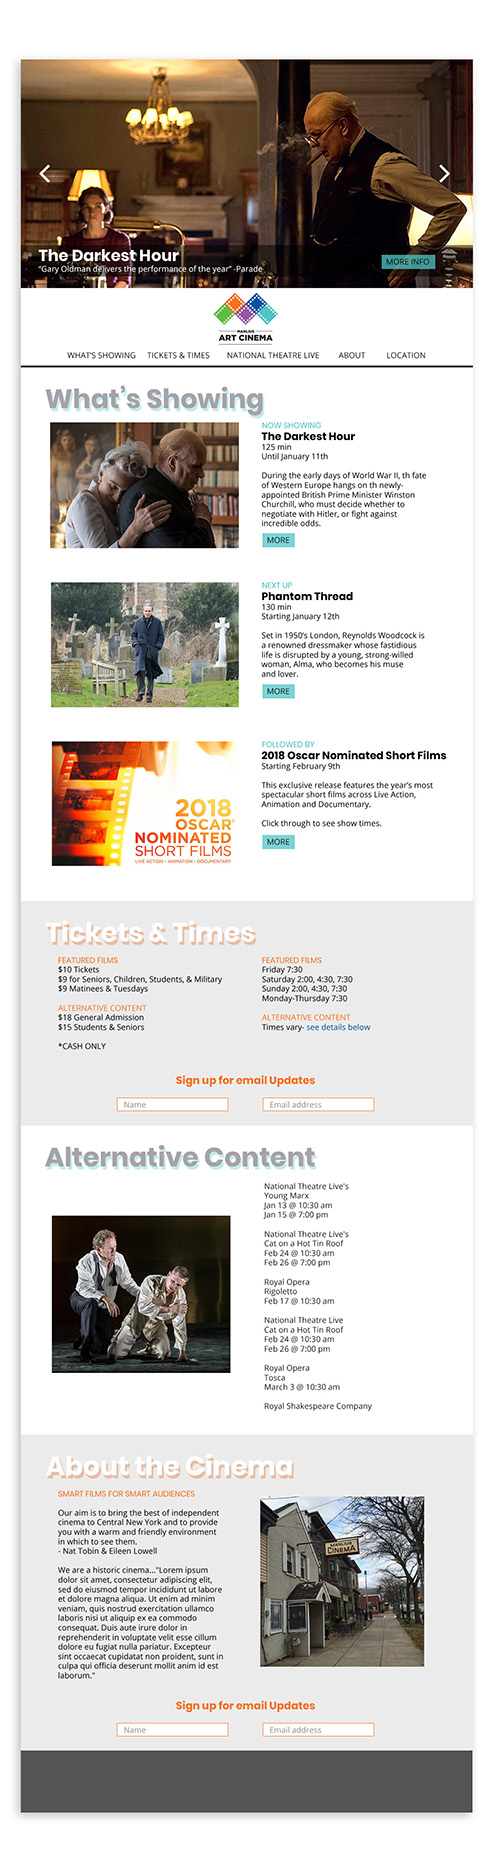 The Darkest Hour
"Gary Oldman delivers the performance of the year" -Parade
MORE INFO
MANLIUS
ART CINEMA
WHAT'S SHOWING TICKETS & TIMES NATIONAL THEATRE LIVE ABOUT LOCATION
What's Showing
NOW SHOWING
The Darkest Hour
125 min
Until January 11th
During the early days of World War II, th fate
of Western Europe hangs on th newly-
appointed British Prime Minister Winston
Churchill, who must decide whether to
negotiate with Hitler, or fight against
incredible odds.
MORE
NEXT UP
Phantom Thread
130 min
Starting January 12th
Set in 1950's London, Reynolds Woodcock is
a renowned dressmaker whose fastidious
life is disrupted by a young, strong-willed
woman, Alma, who becomes his muse
and lover.
MORE
2018
OSCAR®
NOMINATED
SHORT FILMS
LIVE ACTION • ANIMATION • DOCUMENTARY
FOLLOWED BY
2018 Oscar Nominated Short Films
Starting February 9th
This exclusive release features the year's most
spectacular short films across Live Action,
Animation and Documentary.
Click through to see show times.
MORE
Tickets & Times
FEATURED FILMS
$10 Tickets
$9 for Seniors, Children, Students, & Military
$9 Matinees & Tuesdays
ALTERNATIVE CONTENT
$18 General Admission
$15 Students & Seniors
*CASH ONLY
FEATURED FILMS
Friday 7:30
Saturday 2:00, 4:30, 7:30
Sunday 2:00, 4:30, 7:30
Monday-Thursday 7:30
ALTERNATIVE CONTENT
Times vary- see details below
Sign up for email Updates
Name Email address
Alternative Content
National Theatre Live's
Young Marx
Jan 13 @ 10:30 am
Jan 15 @ 7:00 pm
National Theatre Live's
Cat on a Hot Tin Roof
Feb 24 @ 10:30 am
Feb 26 @ 7:00 pm
Royal Opera
Rigoletto
Feb 17 @ 10:30 am
National Theatre Live
Cat on a Hot Tin Roof
Feb 24 @ 10:30 am
Feb 26 @ 7:00 pm
Royal Opera
Tosca
March 3 @ 10:30 am
Royal Shakespeare Company
About the Cinema
SMART FILMS FOR SMART AUDIENCES
Our aim is to bring the best of independent
cinema to Central New York and to provide
you with a warm and friendly environment
in which to see them.
- Nat Tobin & Eileen Lowell
We are a historic cinema..."Lorem ipsum
dolor sit amet, consectetur adipiscing elit,
sed do eiusmod tempor incididunt ut labore
et dolore magna aliqua. Ut enim ad minim
veniam, quis nostrud exercitation ullamco
laboris nisi ut aliquip ex ea commodo
consequat. Duis aute irure dolor in
reprehenderit in voluptate velit esse cillum
dolore eu fugiat nulla pariatur. Excepteur
sint occaecat cupidatat non proident, sunt in
culpa qui officia deserunt mollit anim id est
laborum."
MANLIUS
CINEMA
Sign up for email Updates
Name Email address